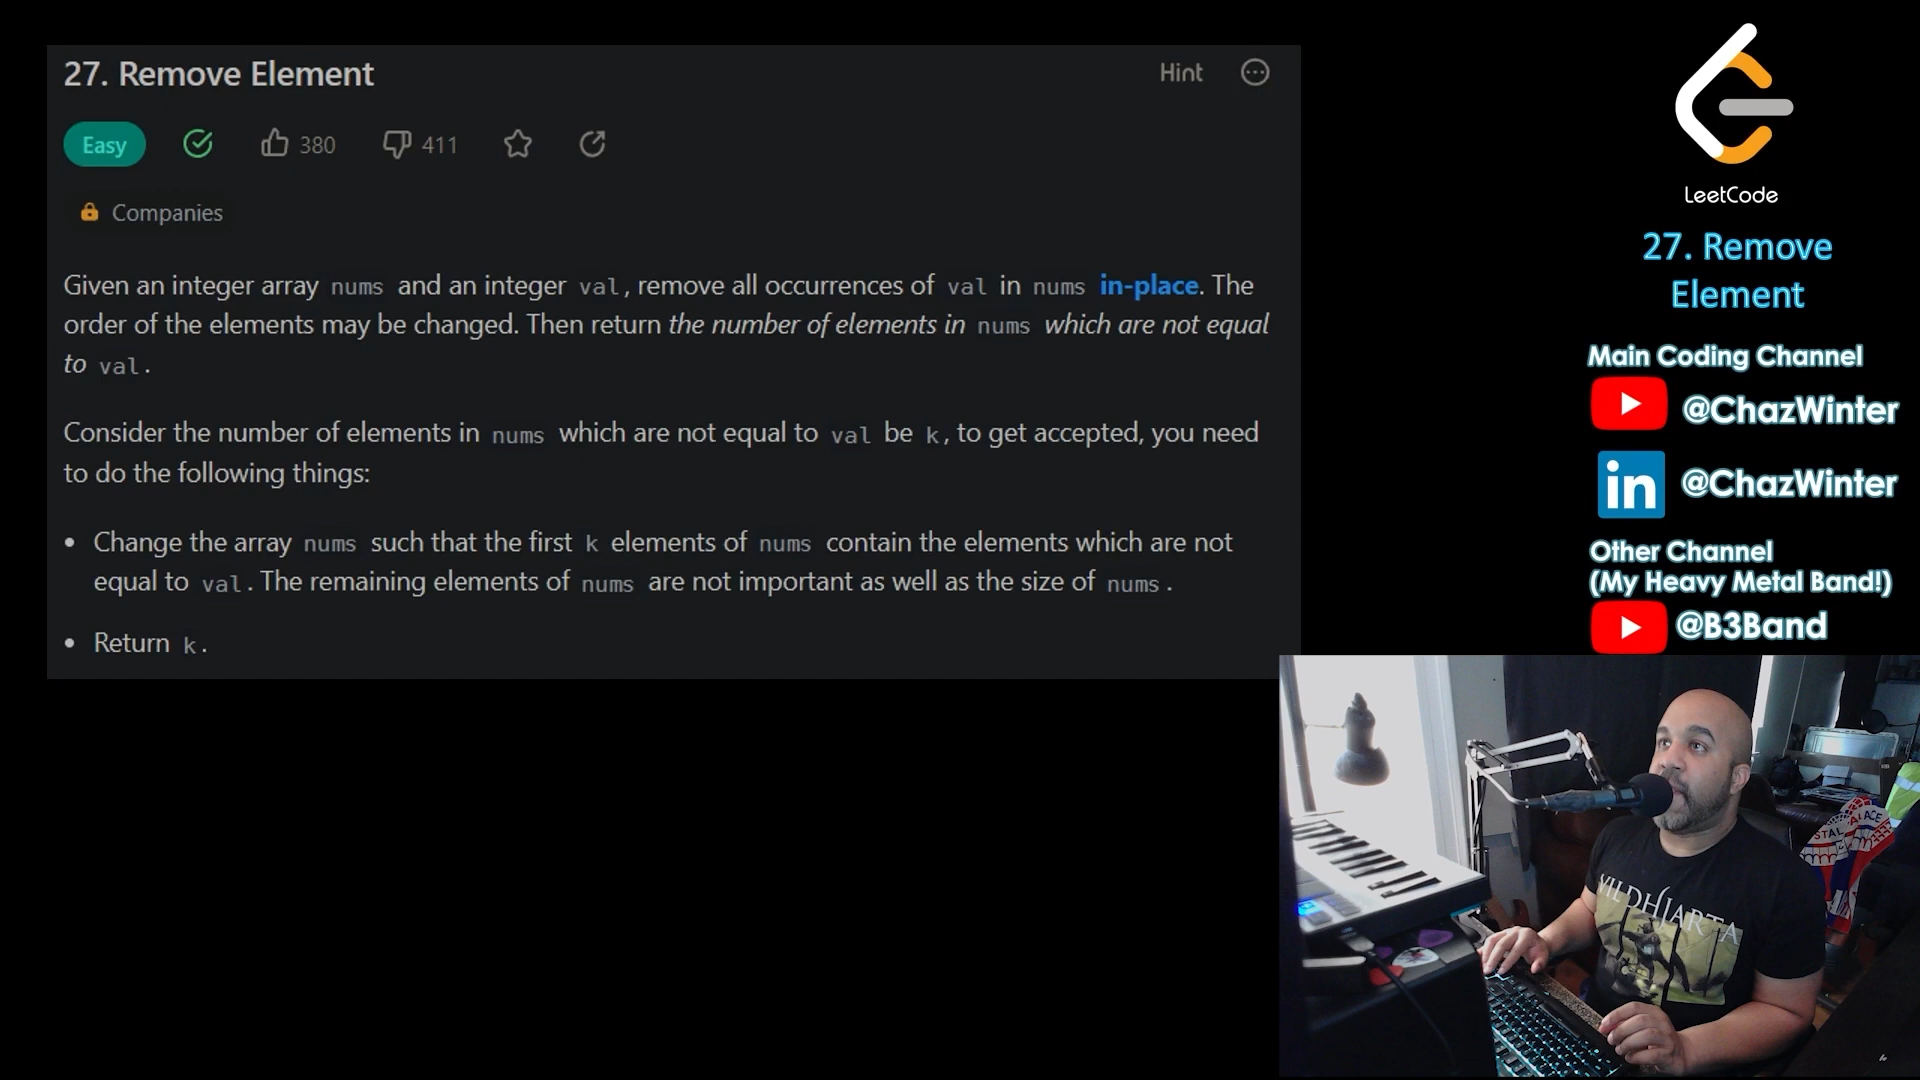 27. Remove Element
Hint
Easy
380
411
Companies
Given an integer array nums and an integer val, remove all occurrences of val in nums in-place. The
order of the elements may be changed. Then return the number of elements in nums which are not equal
to val.
Consider the number of elements in nums which are not equal to val be k, to get accepted, you need
to do the following things:
• Change the array nums such that the first k elements of nums contain the elements which are not
equal to val. The remaining elements of nums are not important as well as the size of nums.
• Return k.
LeetCode
27. Remove
Element
Main Coding Channel
@ChazWinter
in @ChazWinter
Other Channel
(My Heavy Metal Band!)
@B3Band
VILDHJARTA